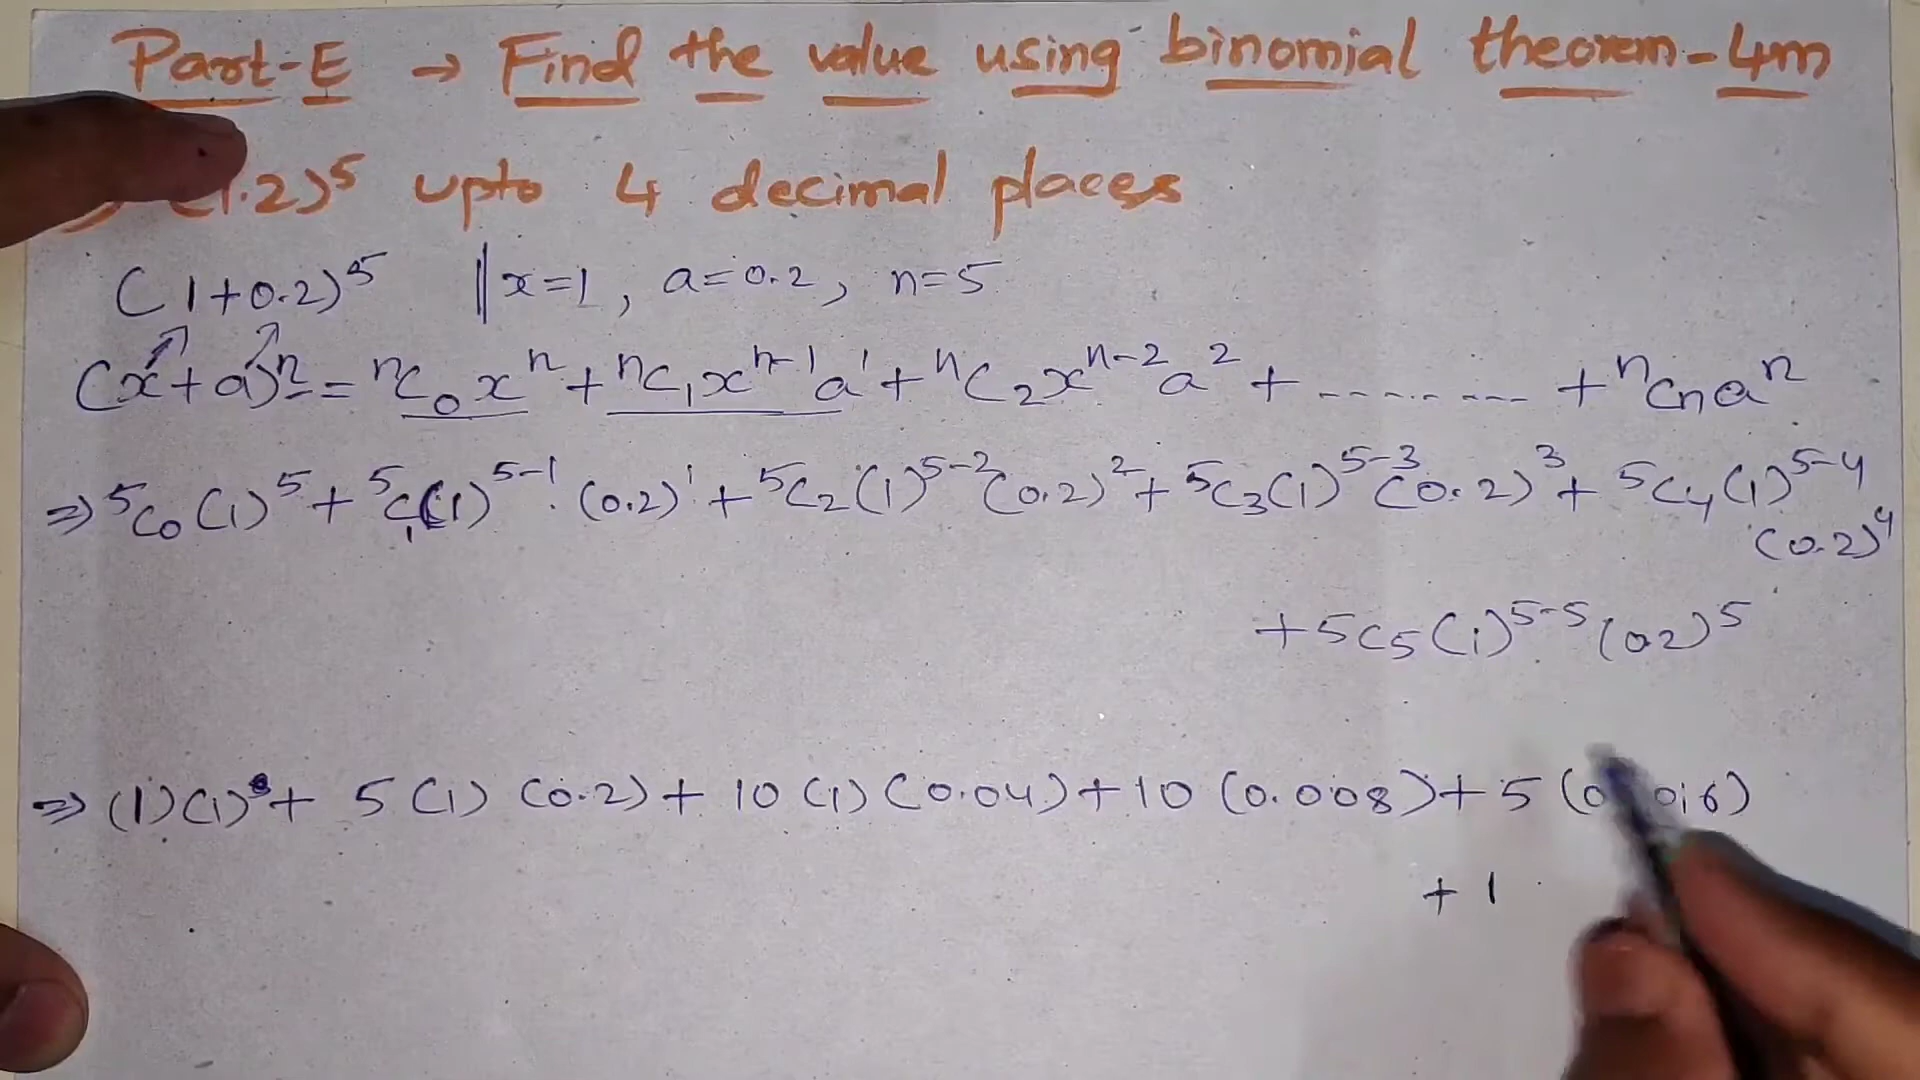 Part-E → Find the value using binomial theorem - 4m
(1.2)⁵ upto 4 decimal places
(1+0.2)⁵ || x=1, a=0.2, n=5
(x+a)ⁿ = ⁿC₀xⁿ + ⁿC₁xⁿ⁻¹a¹ + ⁿC₂xⁿ⁻²a² + ........ + ⁿCₙaⁿ
⇒ ⁵C₀(1)⁵ + ⁵C₁(1)⁵⁻¹·(0.2)¹ + ⁵C₂(1)⁵⁻²(0.2)² + ⁵C₃(1)⁵⁻³(0.2)³ + ⁵C₄(1)⁵⁻⁴
(0.2)⁴
+ 5C₅(1)⁵⁻⁵(02)⁵
⇒ (1)(1) + 5(1)(0.2) + 10(1)(0.04) + 10(0.008) + 5(0 016)
+ 1